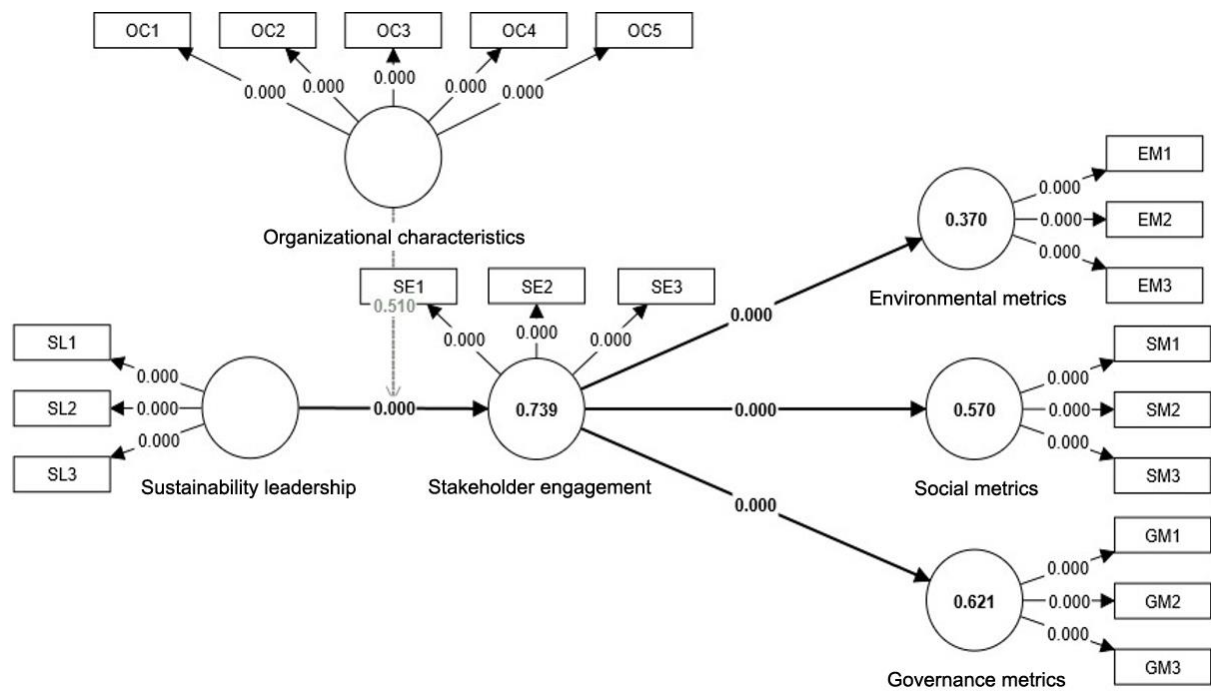 OC1 OC2 OC3 OC4 OC5
0.000 0.000 0.000 0.000 0.000
Organizational characteristics
SE1 SE2 SE3
0.510
0.000 0.000 0.000
SL1
SL2
SL3
0.000
0.000
0.000
Sustainability leadership
0.000
0.739
Stakeholder engagement
0.000
0.000
0.000
0.370
Environmental metrics
0.000
0.000
0.000
EM1
EM2
EM3
0.570
Social metrics
0.000
0.000
0.000
SM1
SM2
SM3
0.621
Governance metrics
0.000
0.000
0.000
GM1
GM2
GM3